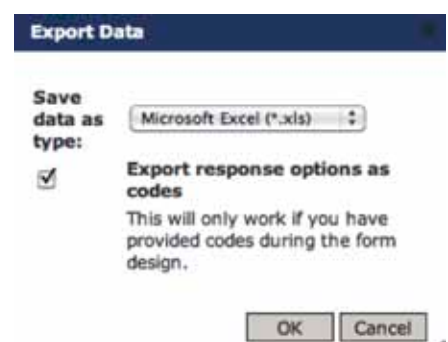 Export Data
Save
data as
type:
Microsoft Excel (*.xls)
Export response options as
codes
This will only work if you have
provided codes during the form
design.
OK
Cancel